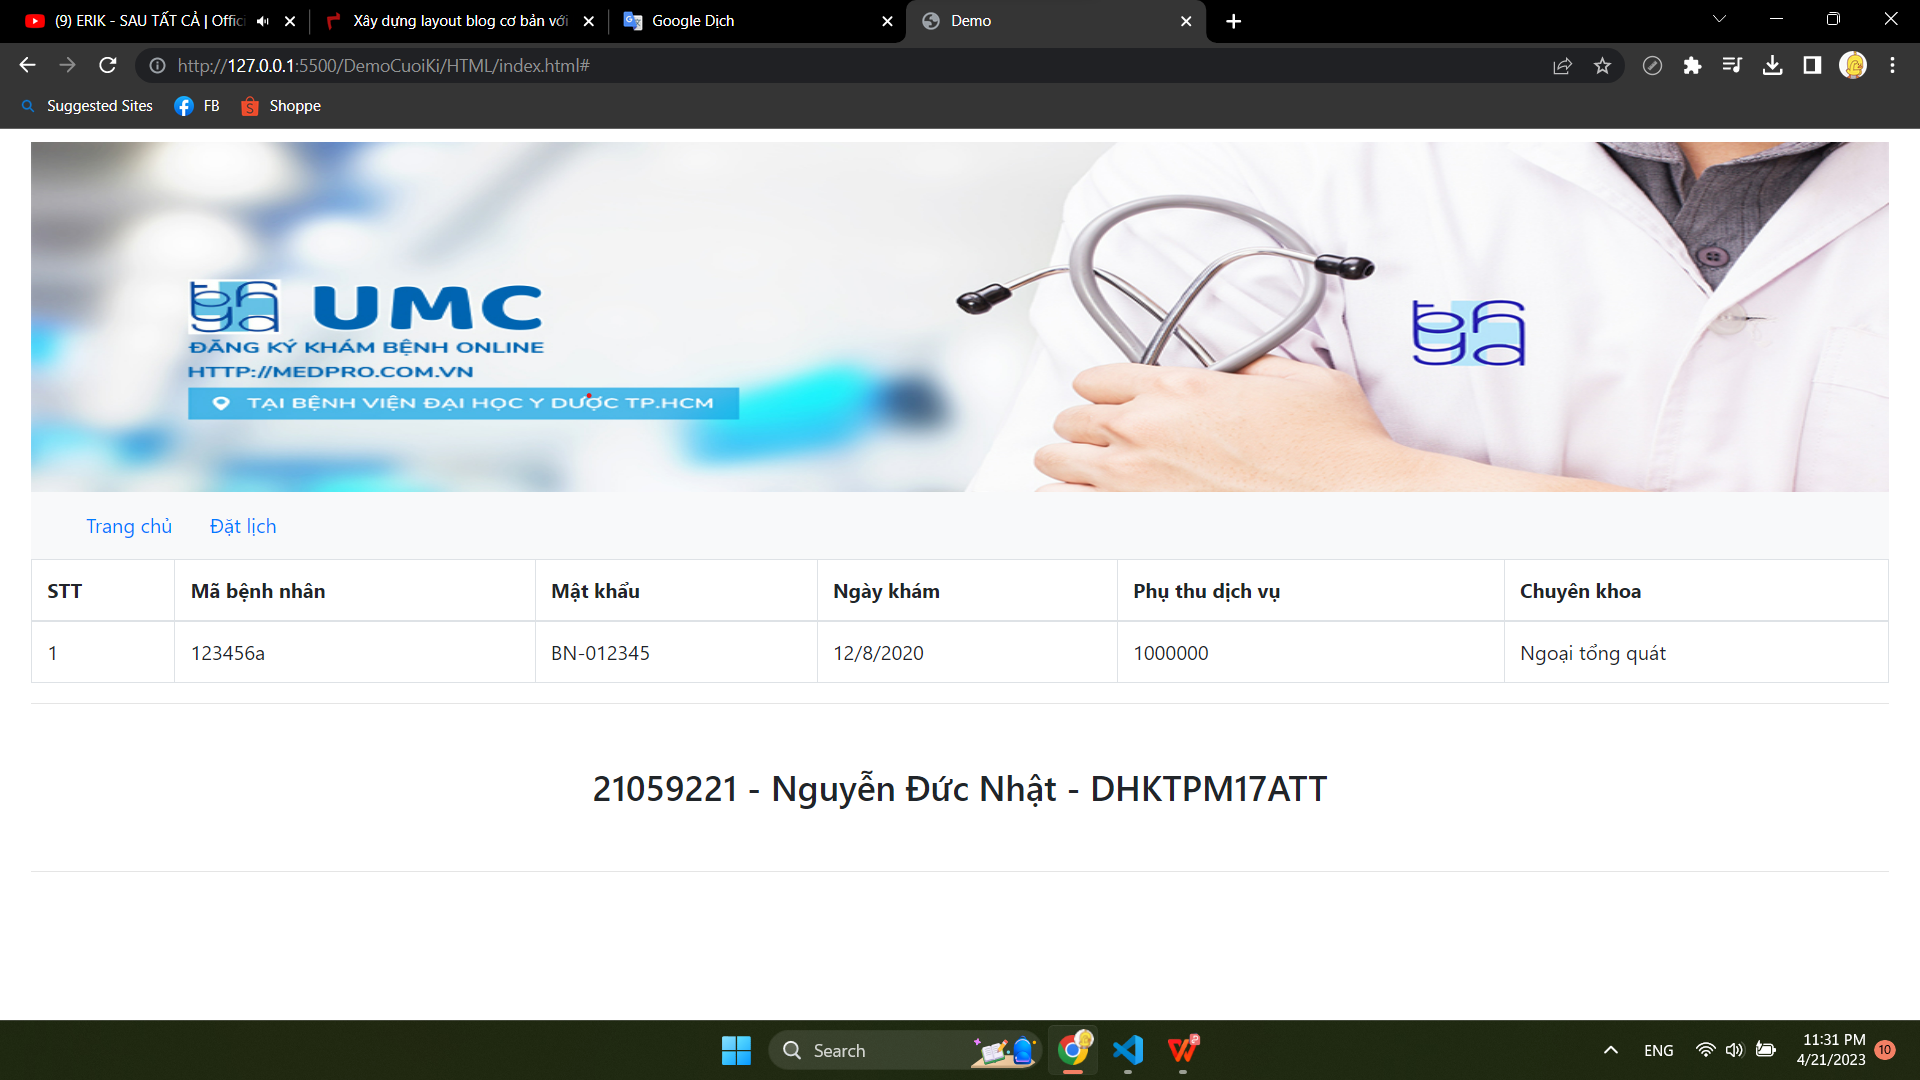 (9) ERIK - SAU TẤT CẢ | Offici
Xây dựng layout blog cơ bản với
Google Dịch
Demo
http://127.0.0.1:5500/DemoCuoiKi/HTML/index.html#
Suggested Sites
FB
Shoppe
UMC
ĐĂNG KÝ KHÁM BỆNH ONLINE
HTTP://MEDPRO.COM.VN
TẠI BỆNH VIỆN ĐẠI HỌC Y DƯỢC TP.HCM
Trang chủ Đặt lịch
STT Mã bệnh nhân Mật khẩu Ngày khám Phụ thu dịch vụ Chuyên khoa
1 123456a BN-012345 12/8/2020 1000000 Ngoại tổng quát
21059221 - Nguyễn Đức Nhật - DHKTPM17ATT
Search
ENG
11:31 PM
4/21/2023
10